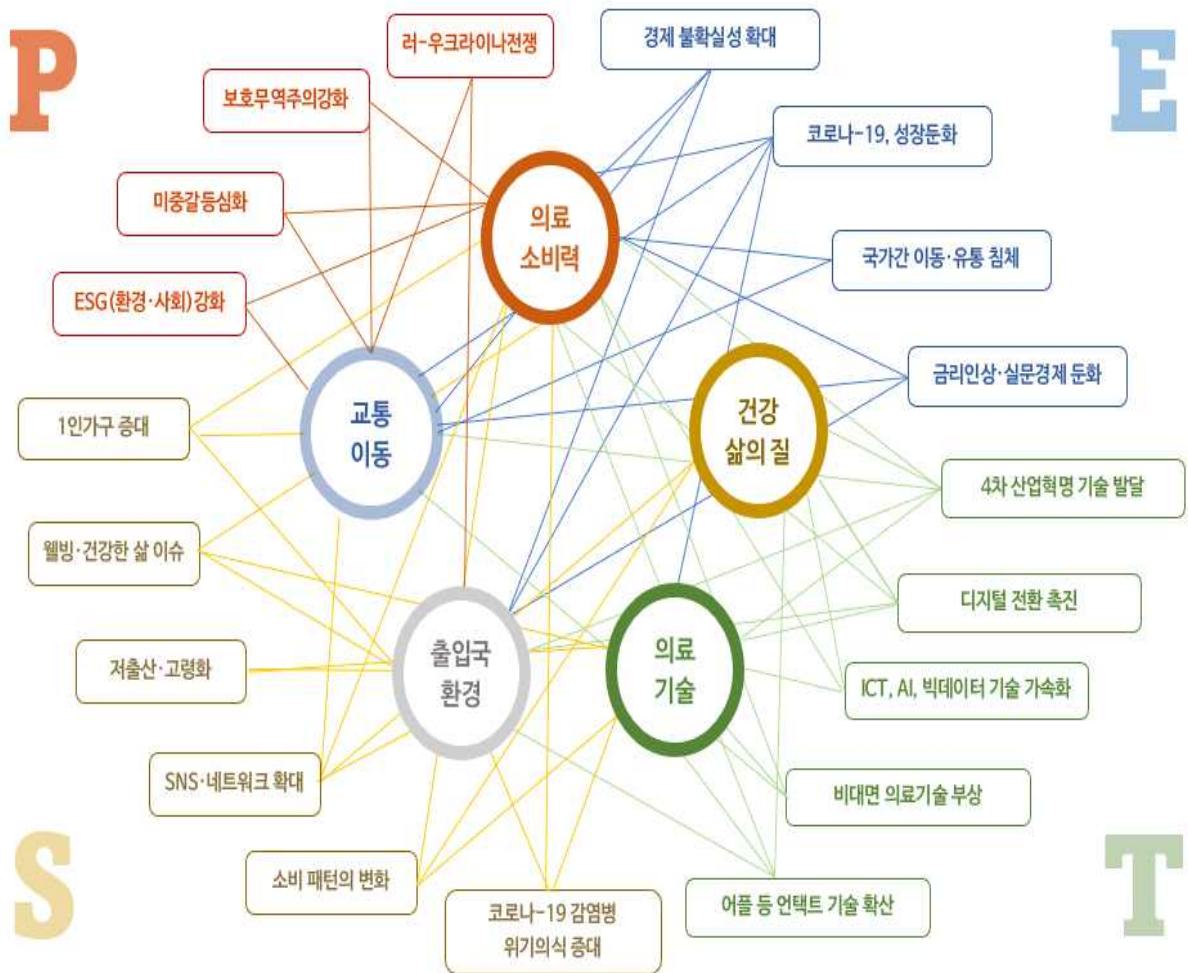 P
E
러-우크라이나전쟁
경제 불확실성 확대
보호무역주의강화
코로나-19, 성장둔화
미중갈등심화
의료
소비력
국가간 이동·유통 침체
ESG(환경·사회)강화
금리인상·실문경제 둔화
1인가구 증대
교통
이동
건강
삶의 질
4차 산업혁명 기술 발달
웰빙·건강한 삶 이슈
디지털 전환 촉진
저출산·고령화
출입국
환경
의료
기술
ICT, AI, 빅데이터 기술 가속화
SNS·네트워크 확대
비대면 의료기술 부상
소비 패턴의 변화
코로나-19 감염병
위기의식 증대
어플 등 언택트 기술 확산
S
T